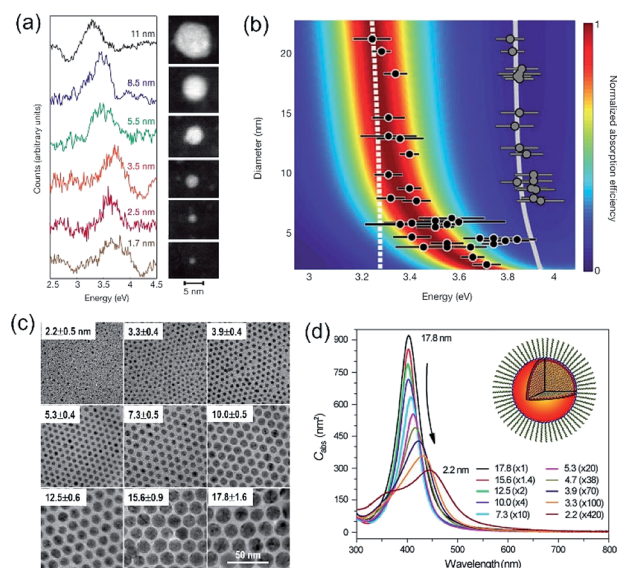 (a)
11 nm
8.5 nm
5.5 nm
3.5 nm
2.5 nm
1.7 nm
Counts (arbitrary units)
2.5 3.0 3.5 4.0 4.5
Energy (eV)
5 nm
(b)
20
15
10
5
Diameter (nm)
3 3.2 3.4 3.6 3.8 4
Energy (eV)
1
0
Normalized absorption efficiency
(c)
2.2±0.5 nm 3.3±0.4 3.9±0.4
5.3±0.4 7.3±0.5 10.0±0.5
12.5±0.6 15.6±0.9 17.8±1.6
50 nm
(d)
900
750
600
450
300
150
0
Cabs (nm²)
17.8 nm
2.2 nm
17.8 (x1) 5.3 (x20)
15.6 (x1.4) 4.7 (x38)
12.5 (x2) 3.9 (x70)
10.0 (x4) 3.3 (x100)
7.3 (x10) 2.2 (x420)
300 400 500 600 700 800
Wavelength (nm)